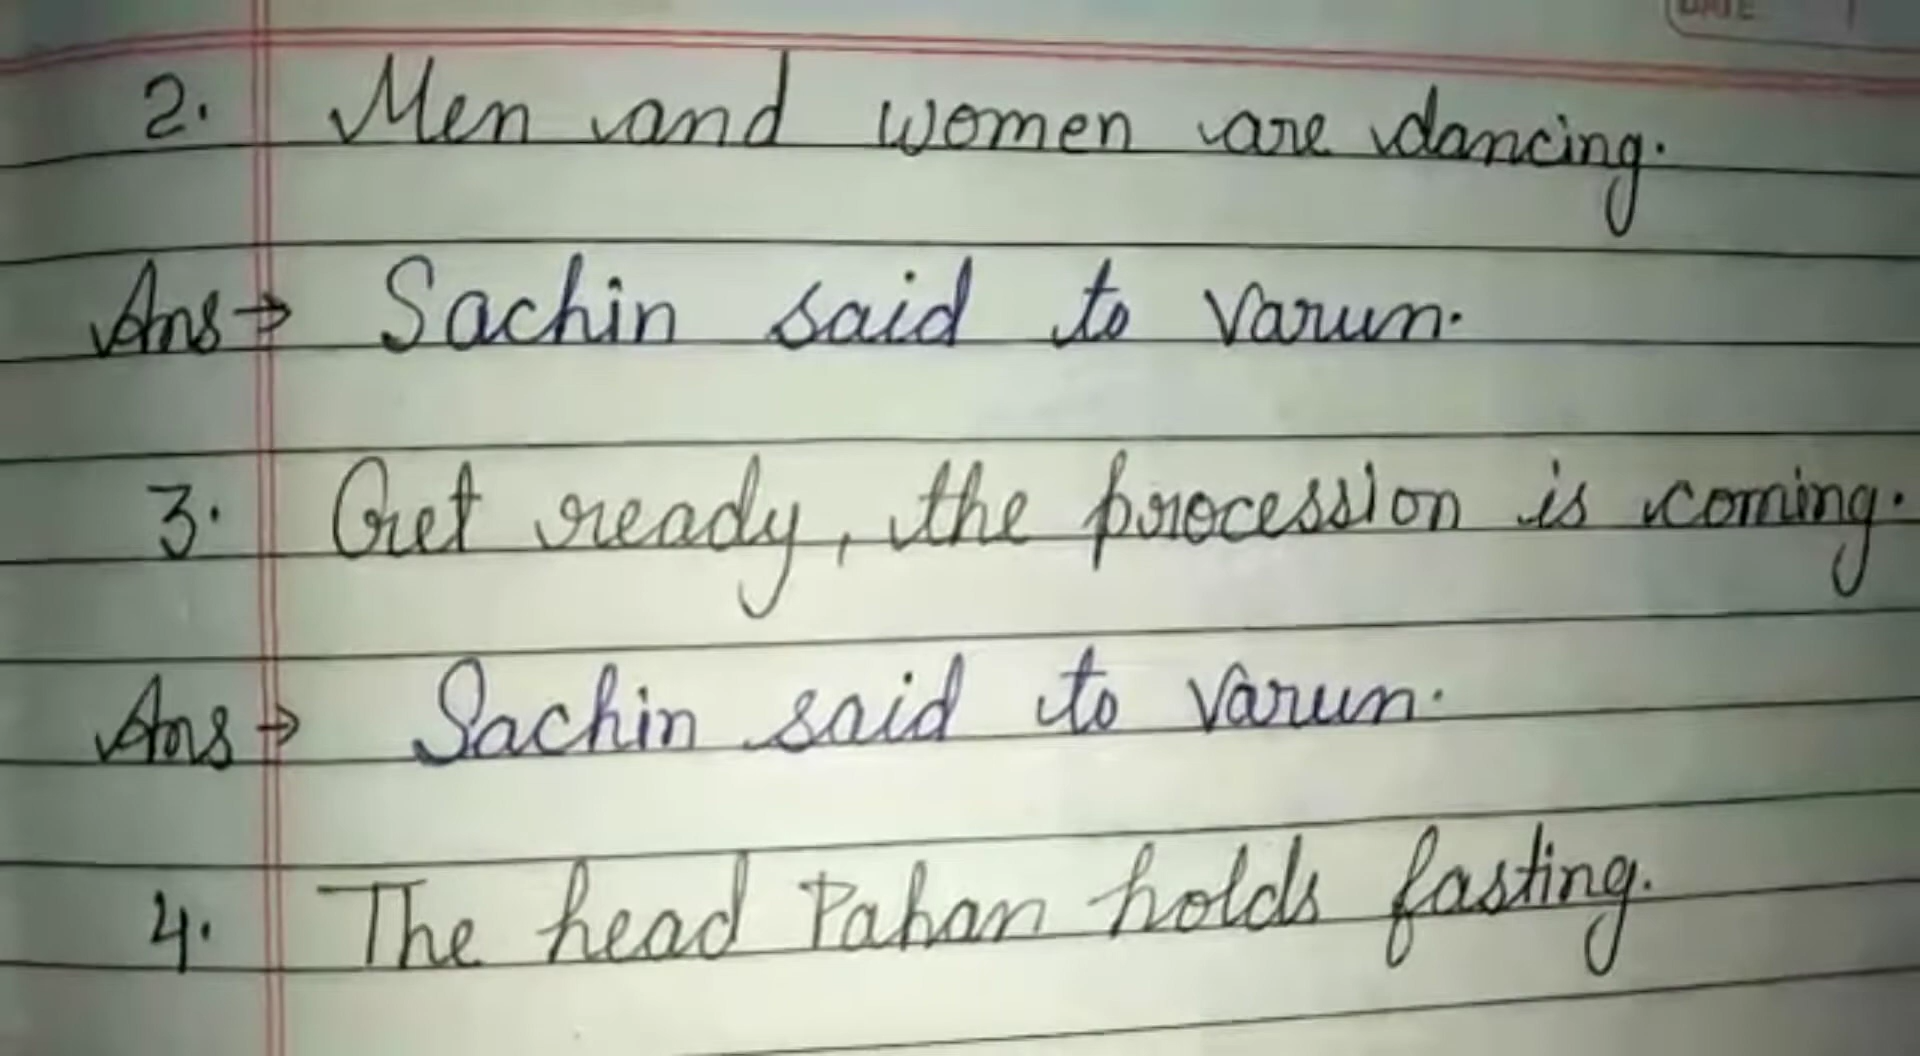 DATE
2. Men and women are dancing.
Ans→ Sachin said to Varun.
3. Get ready, the procession is coming.
Ans→ Sachin said to Varun.
4. The head Pahan holds fasting.